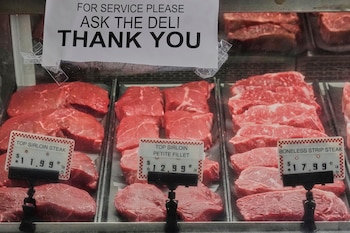 FOR SERVICE PLEASE
ASK THE DELI
THANK YOU
TOP SIRLOIN STEAK
$11.99
TOP SIRLOIN
PETITE FILLET
$12.99
BONELESS STRIP STEAK
$17.99